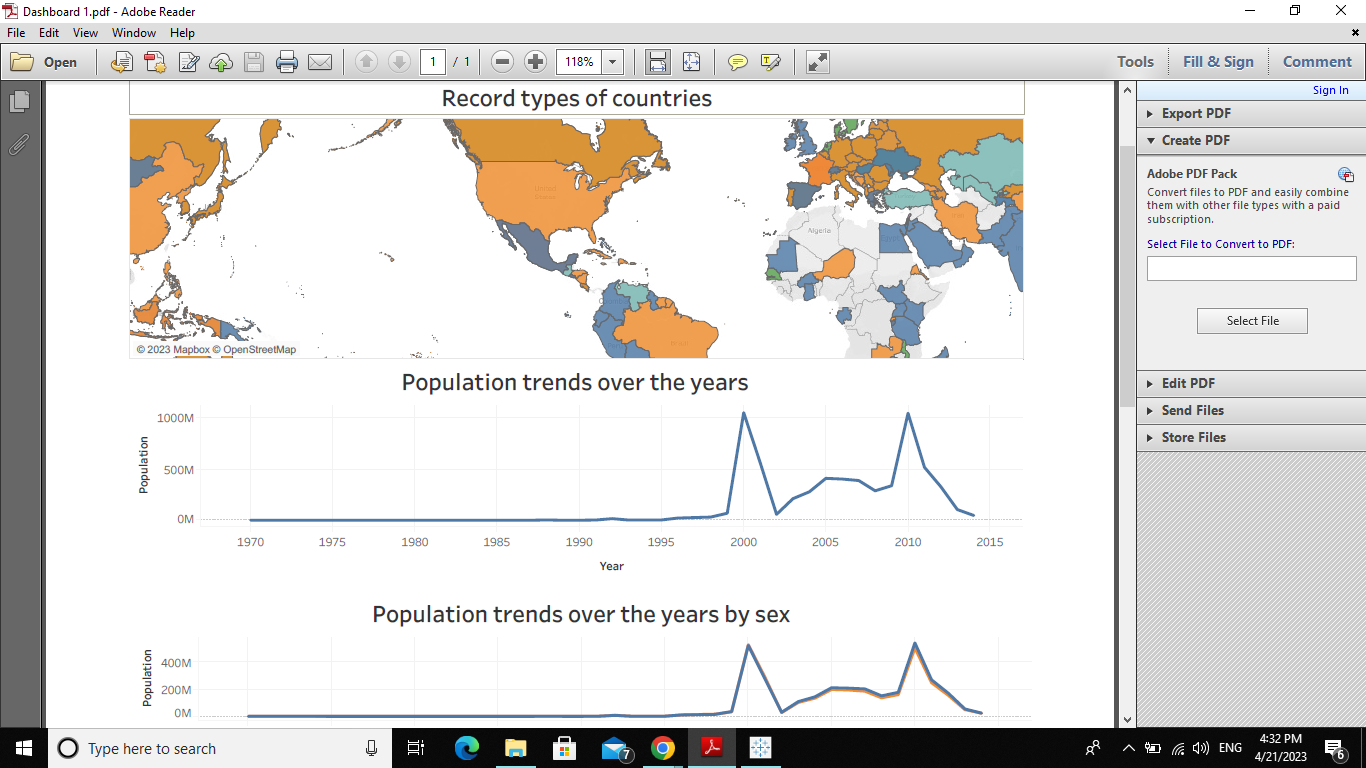 Dashboard 1.pdf - Adobe Reader
File Edit View Window Help
Open 1 / 1 118% Tools Fill & Sign Comment
Sign In
Export PDF
Create PDF
Adobe PDF Pack
Convert files to PDF and easily combine
them with other file types with a paid
subscription.
Select File to Convert to PDF:
Select File
Edit PDF
Send Files
Store Files
Record types of countries
United
States
Algeria
© 2023 Mapbox © OpenStreetMap
Population trends over the years
Population
1000M
500M
0M
1970 1975 1980 1985 1990 1995 2000 2005 2010 2015
Year
Population trends over the years by sex
Population
400M
200M
0M
Type here to search
7
ENG
4:32 PM
4/21/2023
6